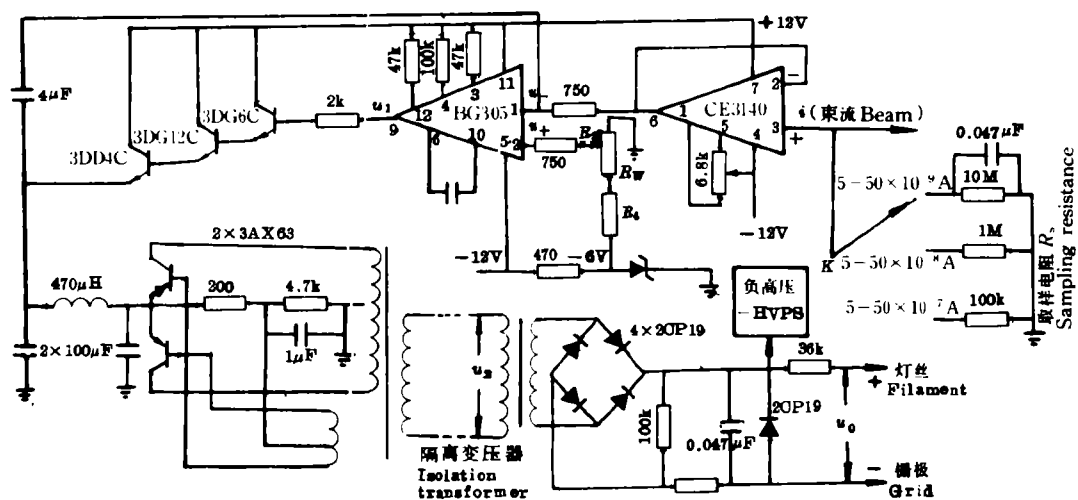 +12V
4μF
47k
100k
47k
3DG6C
3DG12C
3DD4C
2k
u₁
12
4
3
11
BG305
1
9
6
10
5
2
u-
750
u+
750
CE3140
7
2
−
6
1
5
4
3
+
i (束流 Beam)
6.8k
R_W
R₄
0.047μF
5-50×10⁻⁹A
10M
5-50×10⁻⁸A
1M
K
5-50×10⁻⁷A
100k
取样电阻 Rₛ
Sampling resistance
−12V
−12V
470
−6V
2×3AX63
470μH
200
4.7k
1μF
2×100μF
u₂
隔离变压器
Isolation
transformer
4×2CP19
负高压
−HVPS
36k
灯丝
+
Filament
2CP19
100k
0.047μF
u₀
−
栅极
Grid